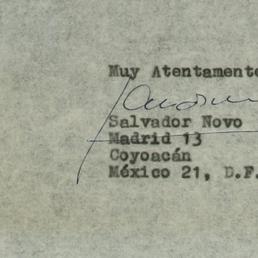 Muy Atentamente
Salvador Novo
Madrid 13
Coyoacán
México 21, D.F.